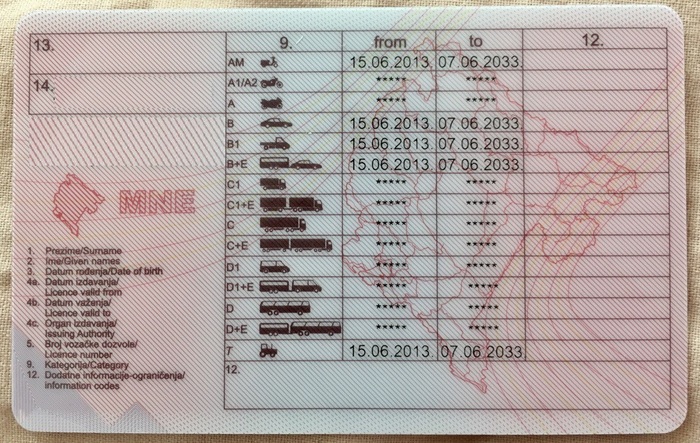 13.
14.
MNE
1. Prezime/Surname
2. Ime/Given names
3. Datum rođenja/Date of birth
4a. Datum izdavanja/
Licence valid from
4b. Datum važenja/
Licence valid to
4c. Organ izdavanja/
Issuing Authority
5. Broj vozačke dozvole/
Licence number
9. Kategorija/Category
12. Dodatne informacije-ograničenja/
information codes
9. from to 12.
AM 15.06.2013. 07.06.2033.
A1/A2 ***** *****
A ***** *****
B 15.06.2013. 07.06.2033.
B1 15.06.2013. 07.06.2033.
B+E 15.06.2013. 07.06.2033.
C1 ***** *****
C1+E ***** *****
C ***** *****
C+E ***** *****
D1 ***** *****
D1+E ***** *****
D ***** *****
D+E ***** *****
T 15.06.2013. 07.06.2033.
12.